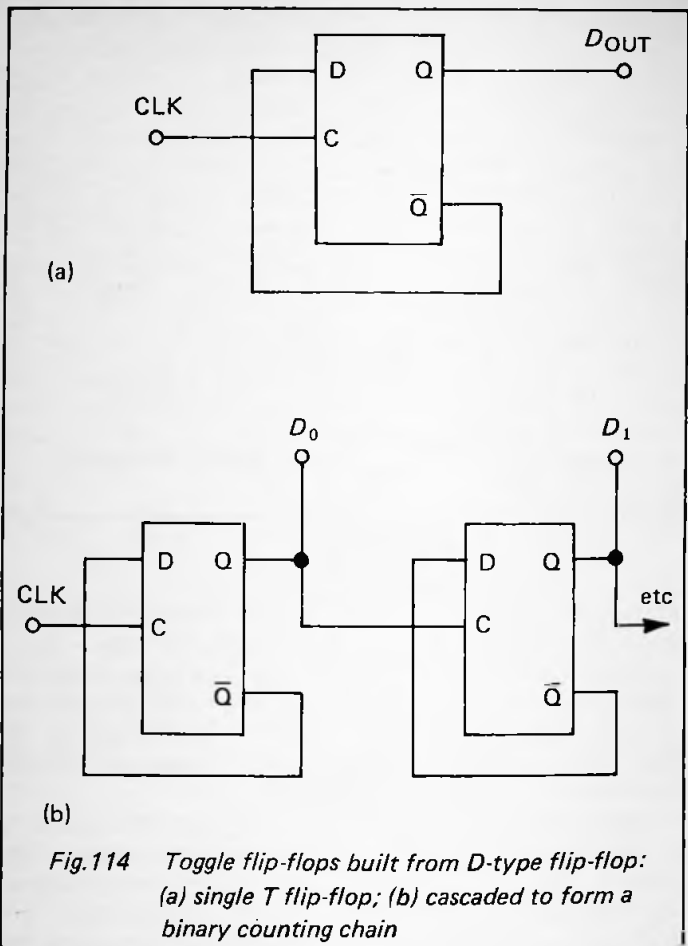 D_OUT
CLK
D Q
C
Q̅
(a)
D₀ D₁
D Q D Q
CLK etc
C C
Q̅ Q̅
(b)
Fig.114 Toggle flip-flops built from D-type flip-flop:
(a) single T flip-flop; (b) cascaded to form a
binary counting chain